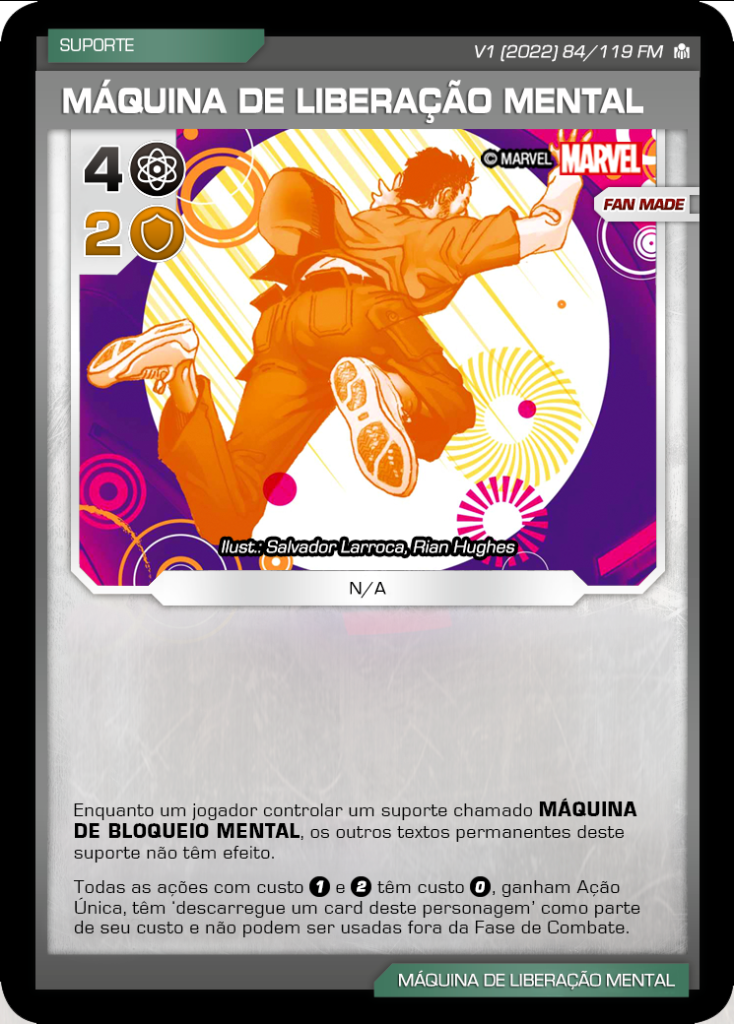 SUPORTE
V1 (2022) 84/119 FM
MÁQUINA DE LIBERAÇÃO MENTAL
4
2
© MARVEL MARVEL
FAN MADE
Ilust.: Salvador Larroca, Rian Hughes
N/A
Enquanto um jogador controlar um suporte chamado MÁQUINA
DE BLOQUEIO MENTAL, os outros textos permanentes deste
suporte não têm efeito.
Todas as ações com custo 1 e 2 têm custo 0, ganham Ação
Única, têm ‘descarregue um card deste personagem’ como parte
de seu custo e não podem ser usadas fora da Fase de Combate.
MÁQUINA DE LIBERAÇÃO MENTAL